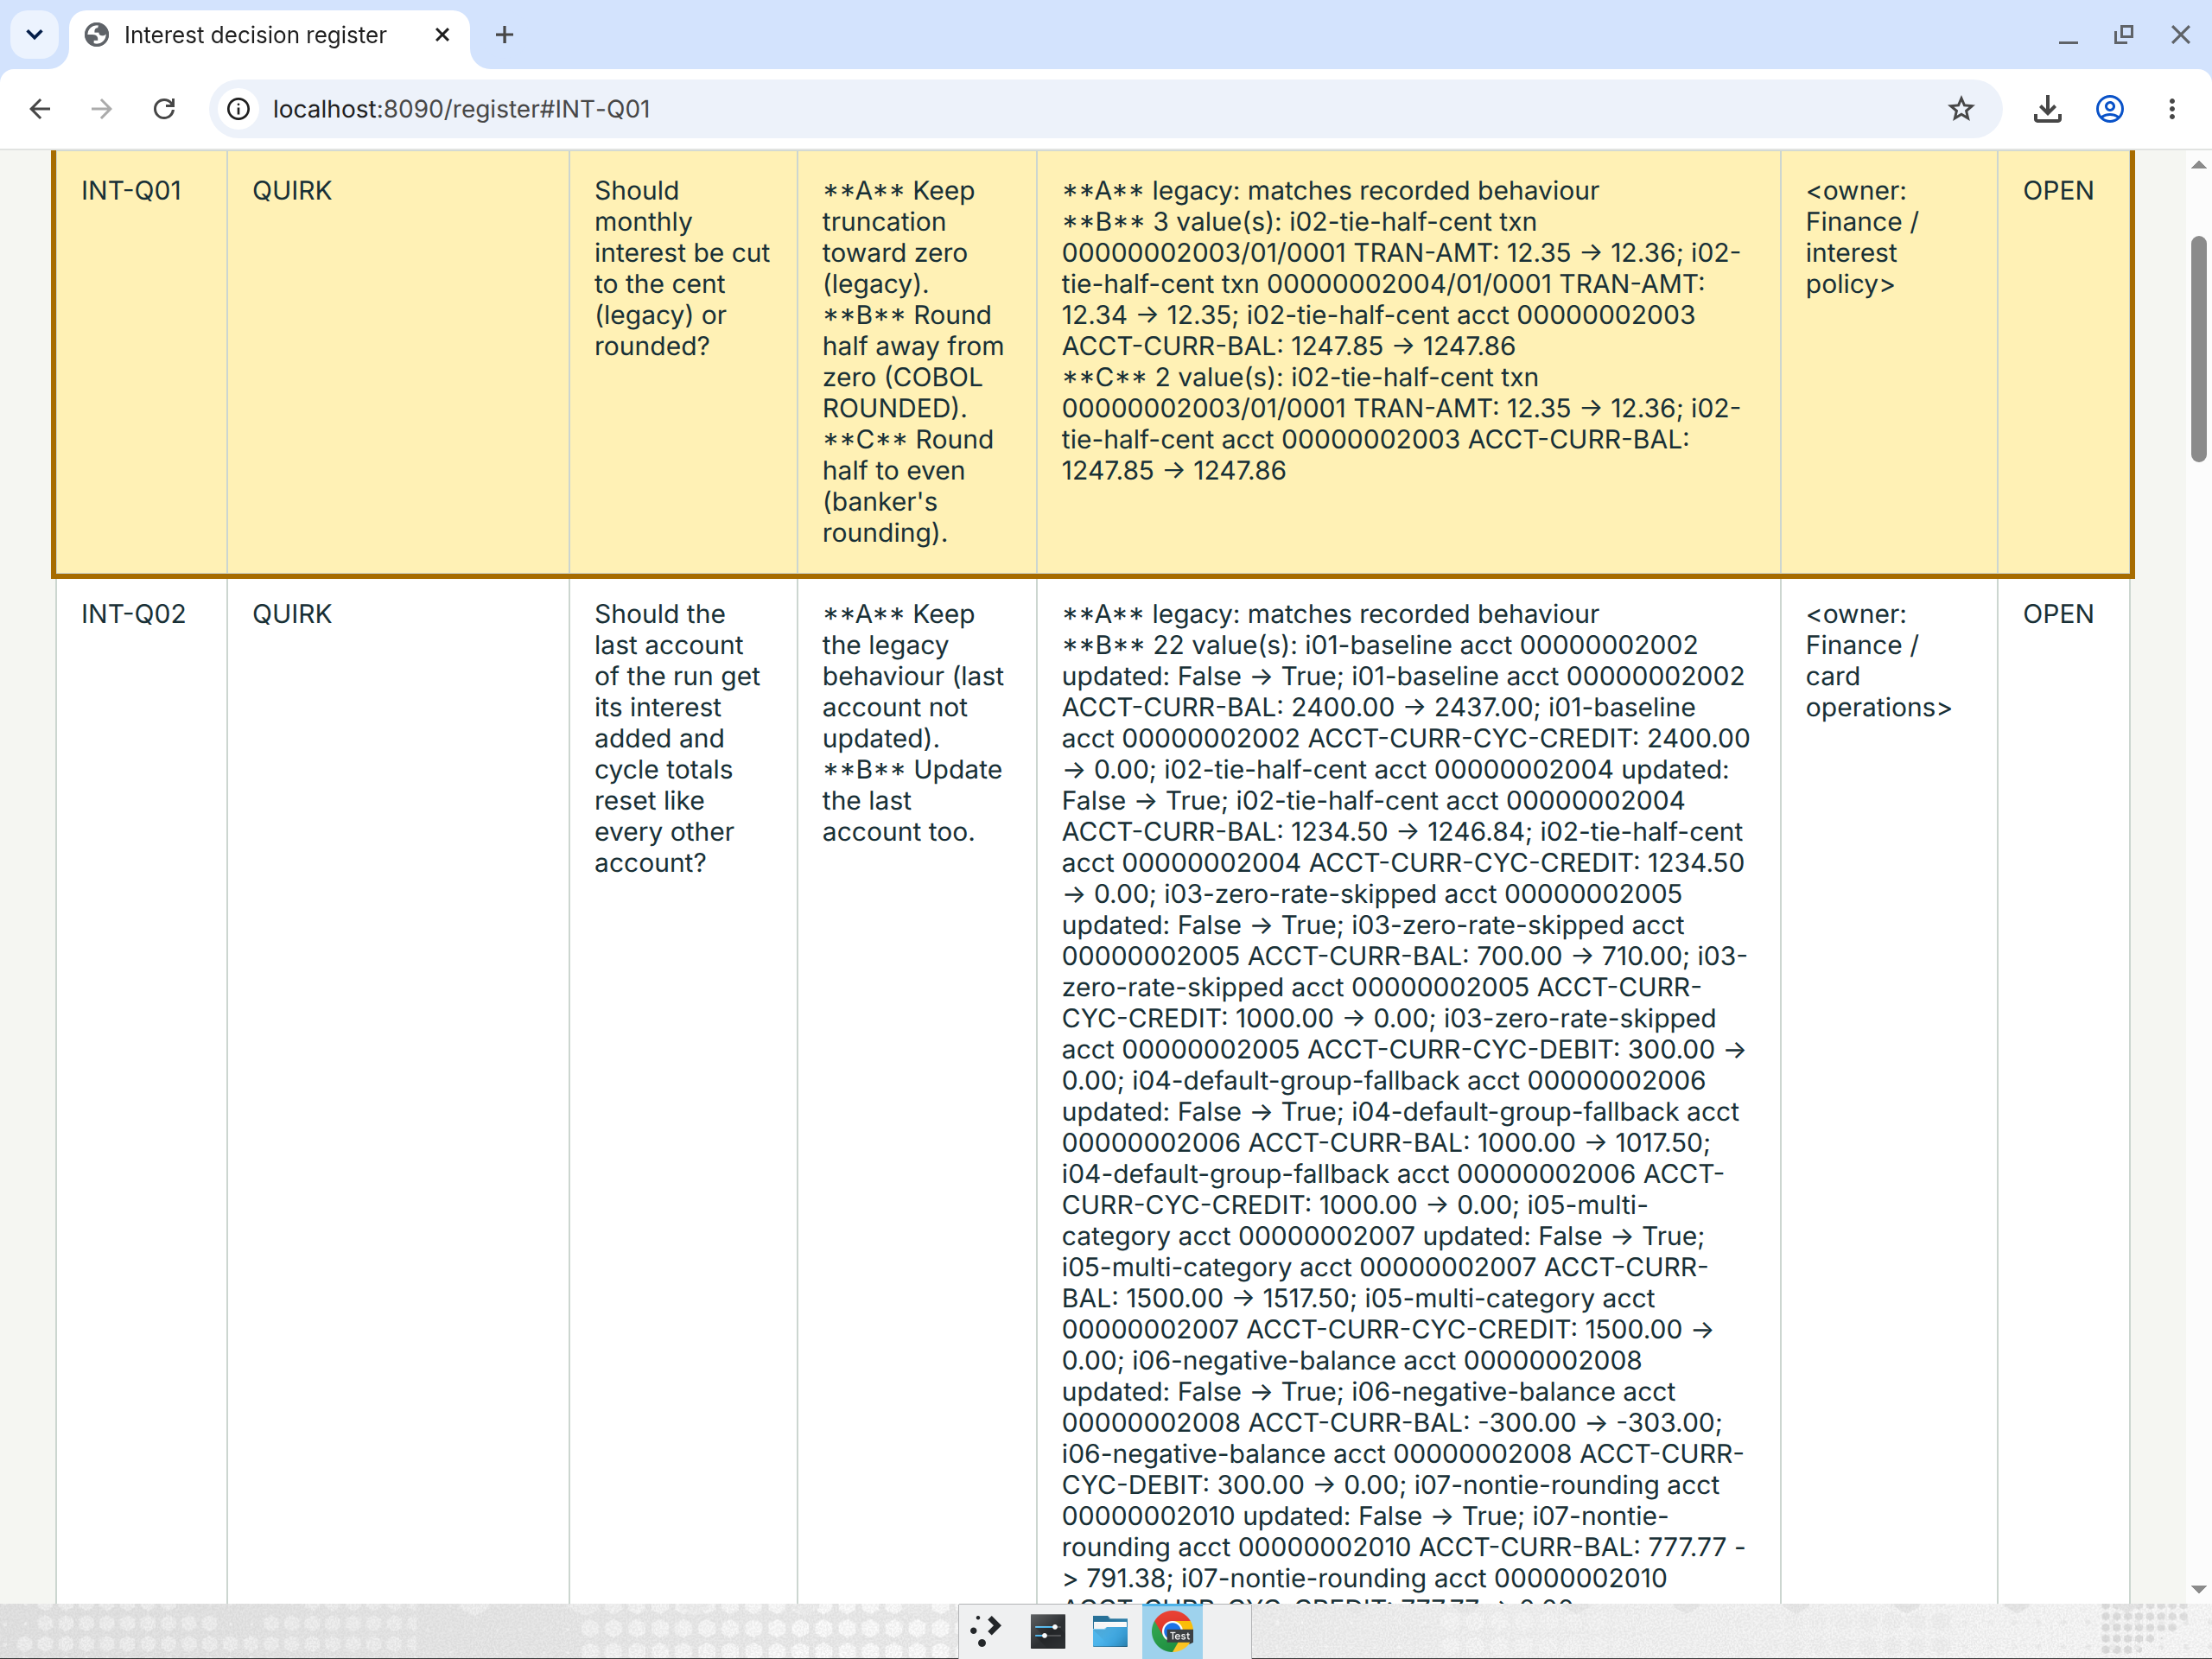 Interest decision register
localhost:8090/register#INT-Q01
INT-Q01
QUIRK
Should
monthly
interest be cut
to the cent
(legacy) or
rounded?
**A** Keep
truncation
toward zero
(legacy).
**B** Round
half away from
zero (COBOL
ROUNDED).
**C** Round
half to even
(banker's
rounding).
**A** legacy: matches recorded behaviour
**B** 3 value(s): i02-tie-half-cent txn
00000002003/01/0001 TRAN-AMT: 12.35 -> 12.36; i02-
tie-half-cent txn 00000002004/01/0001 TRAN-AMT:
12.34 -> 12.35; i02-tie-half-cent acct 00000002003
ACCT-CURR-BAL: 1247.85 -> 1247.86
**C** 2 value(s): i02-tie-half-cent txn
00000002003/01/0001 TRAN-AMT: 12.35 -> 12.36; i02-
tie-half-cent acct 00000002003 ACCT-CURR-BAL:
1247.85 -> 1247.86
<owner:
Finance /
interest
policy>
OPEN
INT-Q02
QUIRK
Should the
last account
of the run get
its interest
added and
cycle totals
reset like
every other
account?
**A** Keep
the legacy
behaviour (last
account not
updated).
**B** Update
the last
account too.
**A** legacy: matches recorded behaviour
**B** 22 value(s): i01-baseline acct 00000002002
updated: False -> True; i01-baseline acct 00000002002
ACCT-CURR-BAL: 2400.00 -> 2437.00; i01-baseline
acct 00000002002 ACCT-CURR-CYC-CREDIT: 2400.00
-> 0.00; i02-tie-half-cent acct 00000002004 updated:
False -> True; i02-tie-half-cent acct 00000002004
ACCT-CURR-BAL: 1234.50 -> 1246.84; i02-tie-half-cent
acct 00000002004 ACCT-CURR-CYC-CREDIT: 1234.50
-> 0.00; i03-zero-rate-skipped acct 00000002005
updated: False -> True; i03-zero-rate-skipped acct
00000002005 ACCT-CURR-BAL: 700.00 -> 710.00; i03-
zero-rate-skipped acct 00000002005 ACCT-CURR-
CYC-CREDIT: 1000.00 -> 0.00; i03-zero-rate-skipped
acct 00000002005 ACCT-CURR-CYC-DEBIT: 300.00 ->
0.00; i04-default-group-fallback acct 00000002006
updated: False -> True; i04-default-group-fallback acct
00000002006 ACCT-CURR-BAL: 1000.00 -> 1017.50;
i04-default-group-fallback acct 00000002006 ACCT-
CURR-CYC-CREDIT: 1000.00 -> 0.00; i05-multi-
category acct 00000002007 updated: False -> True;
i05-multi-category acct 00000002007 ACCT-CURR-
BAL: 1500.00 -> 1517.50; i05-multi-category acct
00000002007 ACCT-CURR-CYC-CREDIT: 1500.00 ->
0.00; i06-negative-balance acct 00000002008
updated: False -> True; i06-negative-balance acct
00000002008 ACCT-CURR-BAL: -300.00 -> -303.00;
i06-negative-balance acct 00000002008 ACCT-CURR-
CYC-DEBIT: 300.00 -> 0.00; i07-nontie-rounding acct
00000002010 updated: False -> True; i07-nontie-
rounding acct 00000002010 ACCT-CURR-BAL: 777.77 -
> 791.38; i07-nontie-rounding acct 00000002010
<owner:
Finance /
card
operations>
OPEN
Test